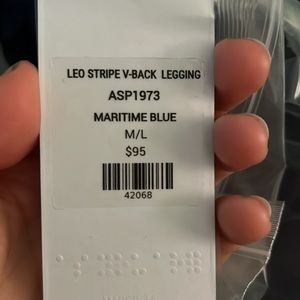 LEO STRIPE V-BACK LEGGING
ASP1973
MARITIME BLUE
M/L
$95
42068